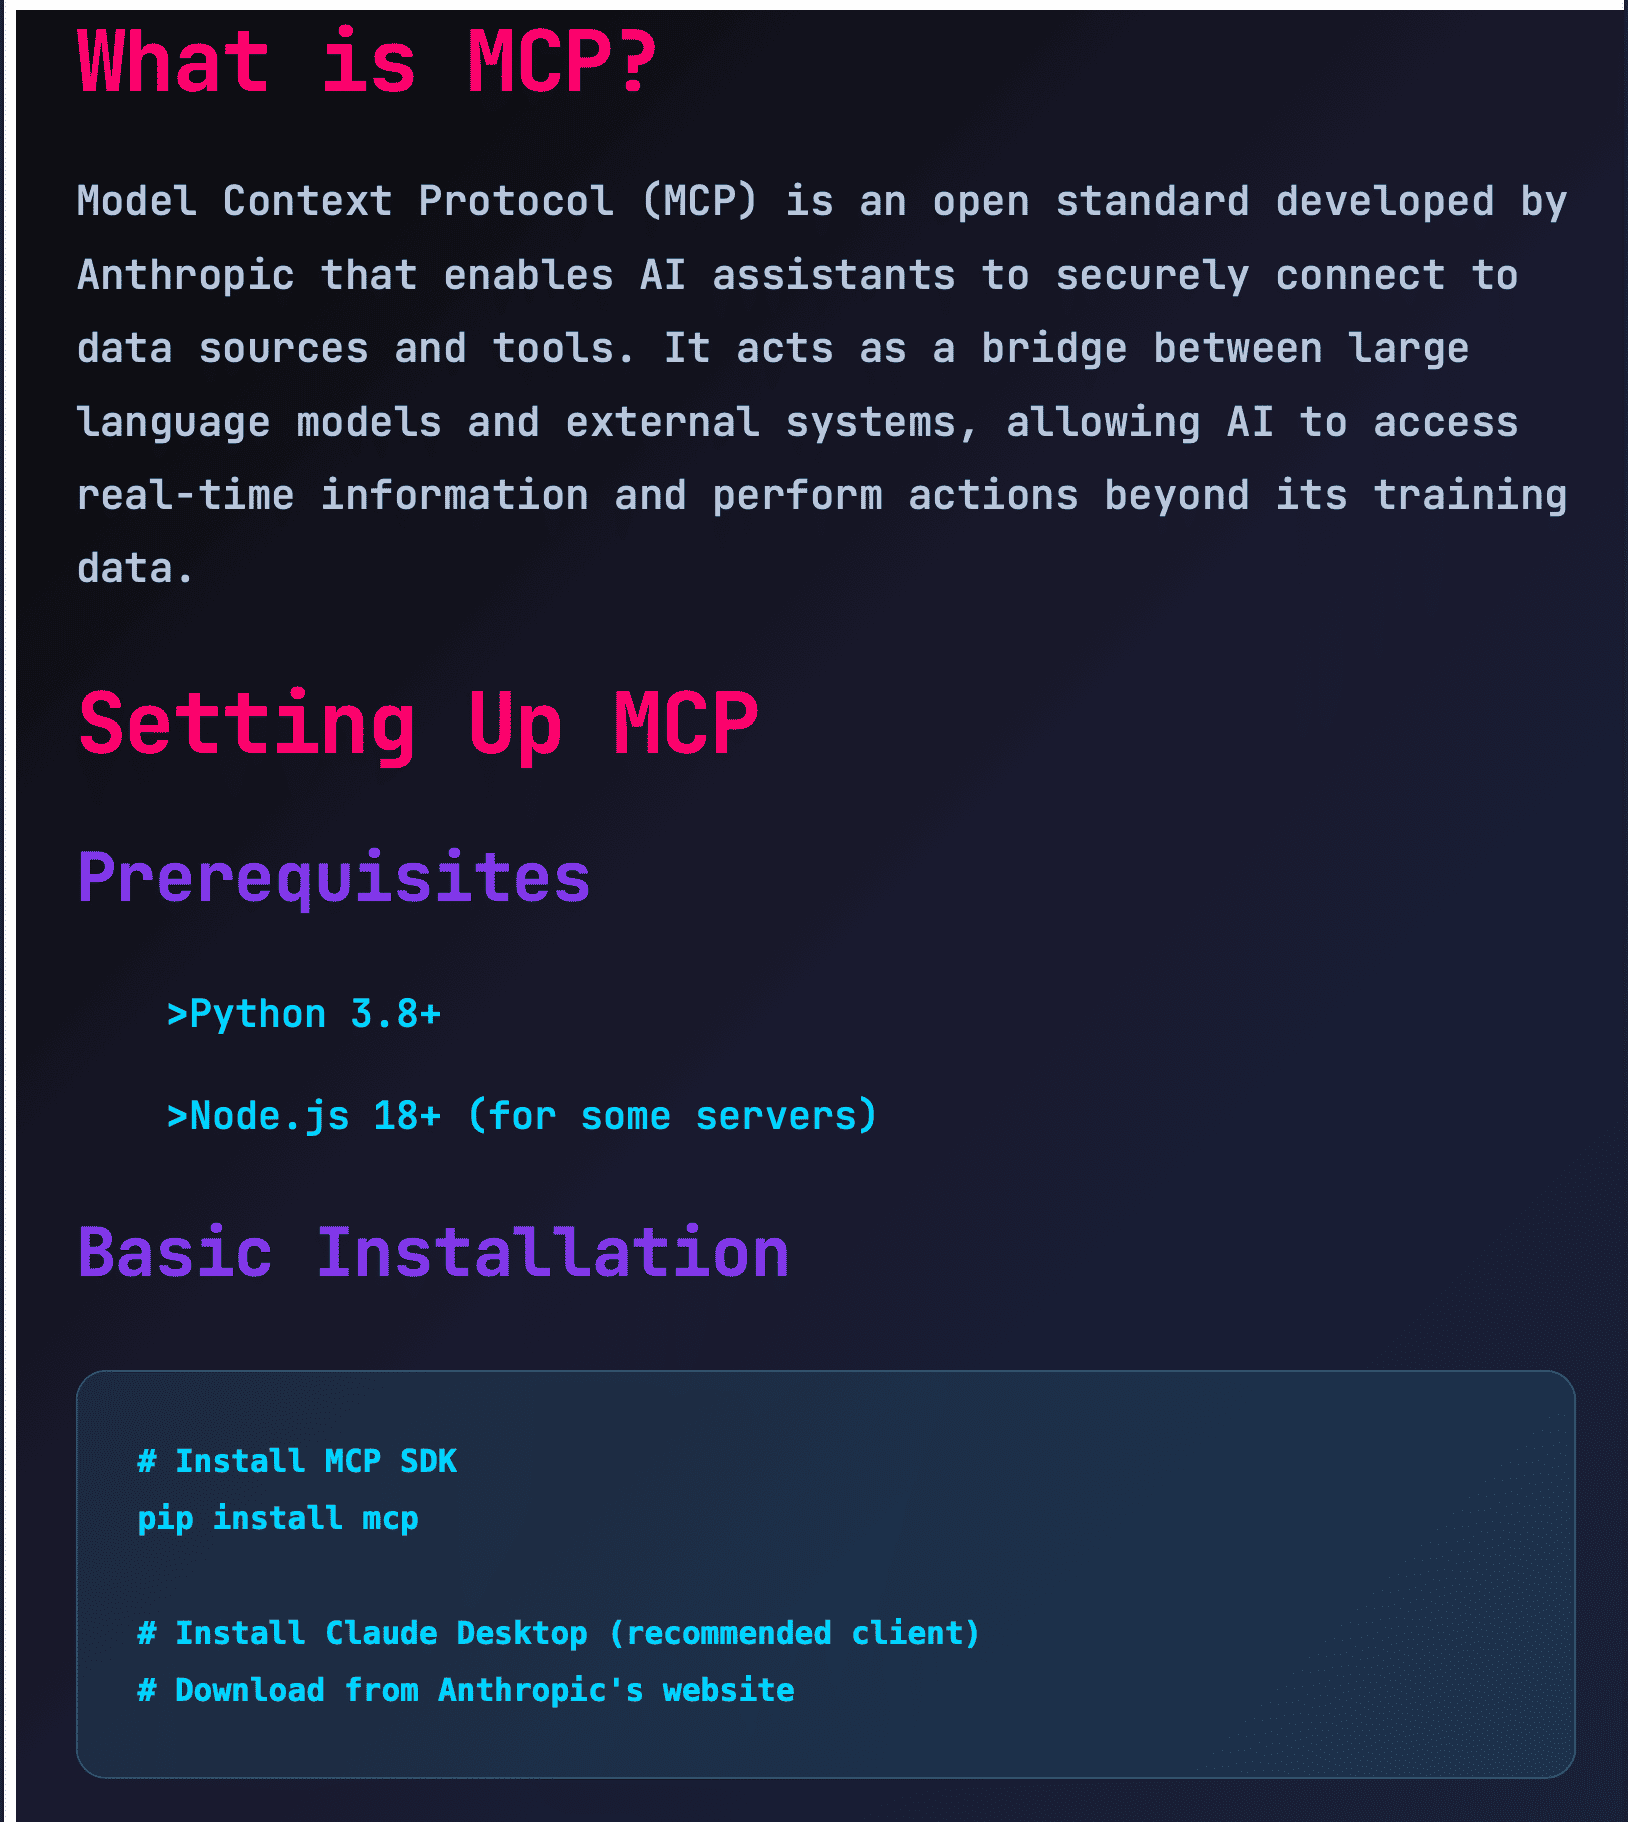 What is MCP?
Model Context Protocol (MCP) is an open standard developed by
Anthropic that enables AI assistants to securely connect to
data sources and tools. It acts as a bridge between large
language models and external systems, allowing AI to access
real-time information and perform actions beyond its training
data.
Setting Up MCP
Prerequisites
>Python 3.8+
>Node.js 18+ (for some servers)
Basic Installation
# Install MCP SDK
pip install mcp
# Install Claude Desktop (recommended client)
# Download from Anthropic's website